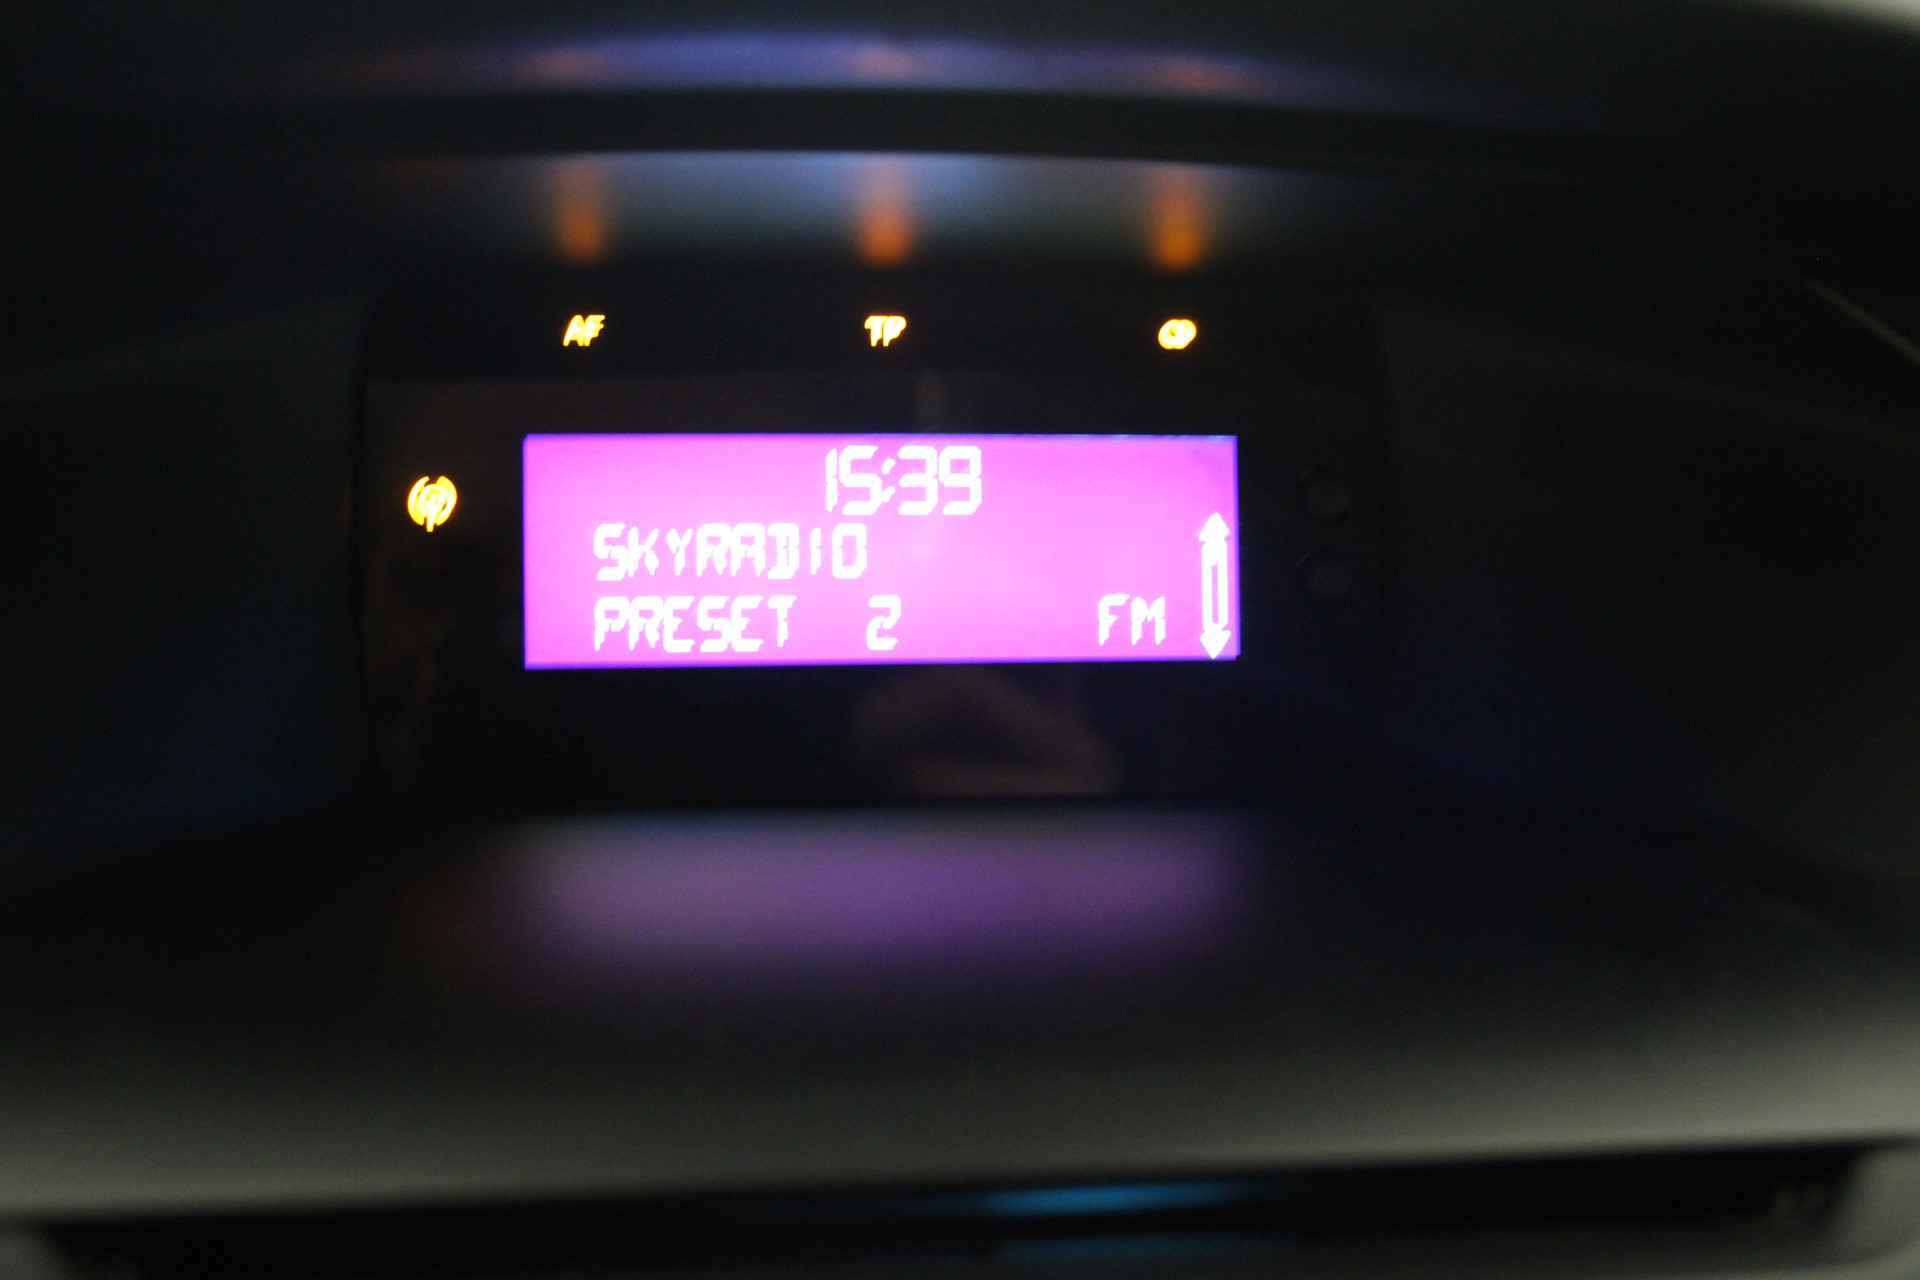 AF TP
15:39
SKYRADIO
PRESET 2 FM